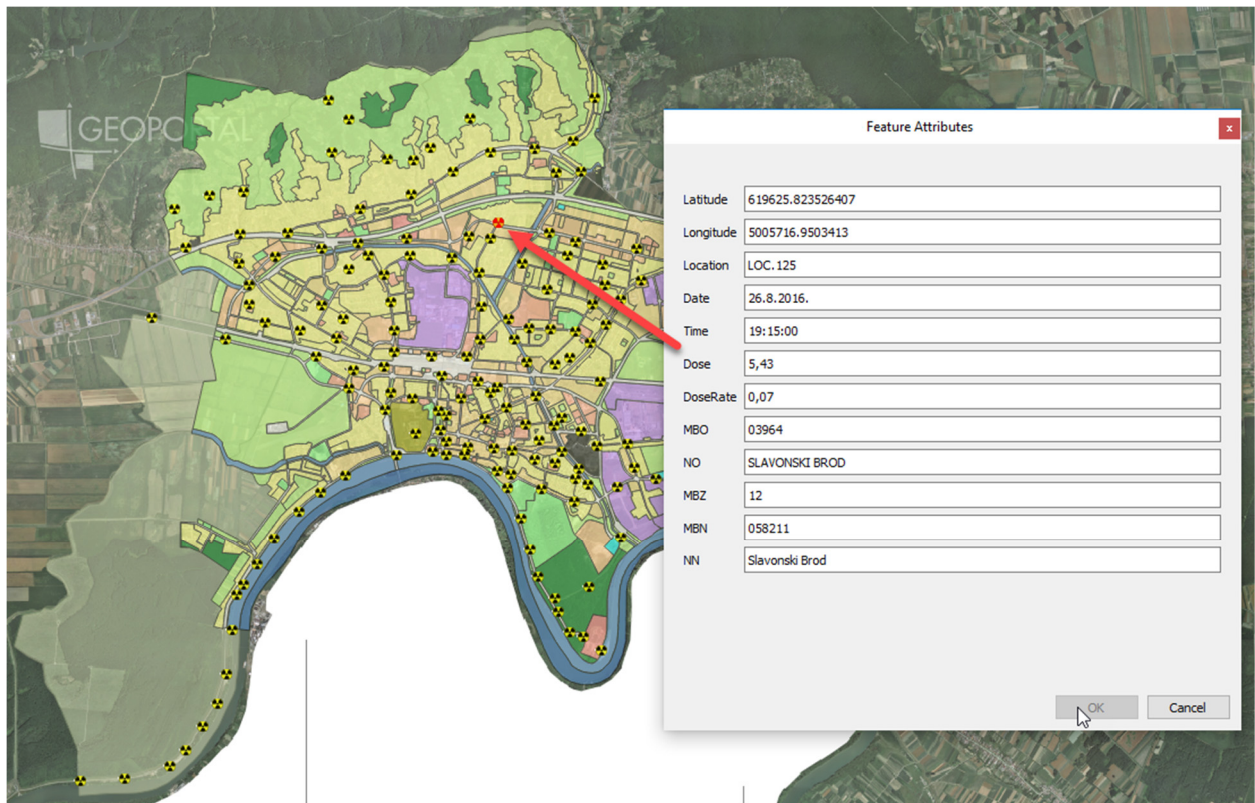 GEOPORTAL
Feature Attributes
x
Latitude 619625.823526407
Longitude 5005716.9503413
Location LOC.125
Date 26.8.2016.
Time 19:15:00
Dose 5,43
DoseRate 0,07
MBO 03964
NO SLAVONSKI BROD
MBZ 12
MBN 058211
NN Slavonski Brod
OK Cancel